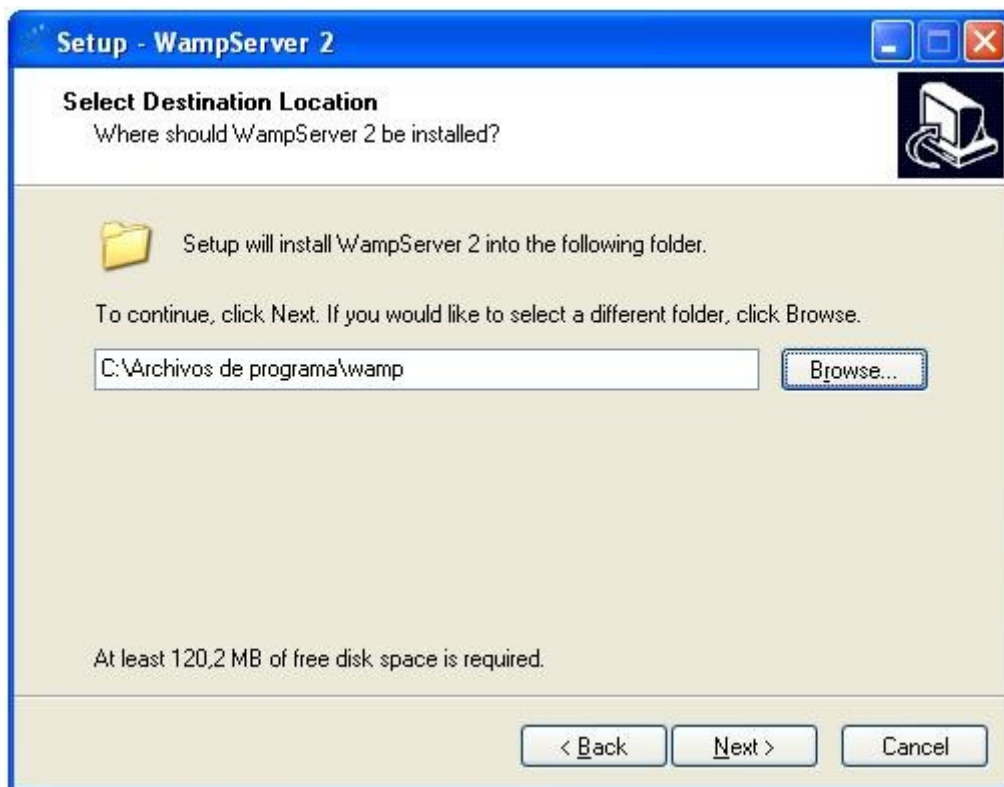 Setup - WampServer 2
Select Destination Location
Where should WampServer 2 be installed?
Setup will install WampServer 2 into the following folder.
To continue, click Next. If you would like to select a different folder, click Browse.
C:\Archivos de programa\wamp
Browse...
At least 120,2 MB of free disk space is required.
< Back
Next >
Cancel